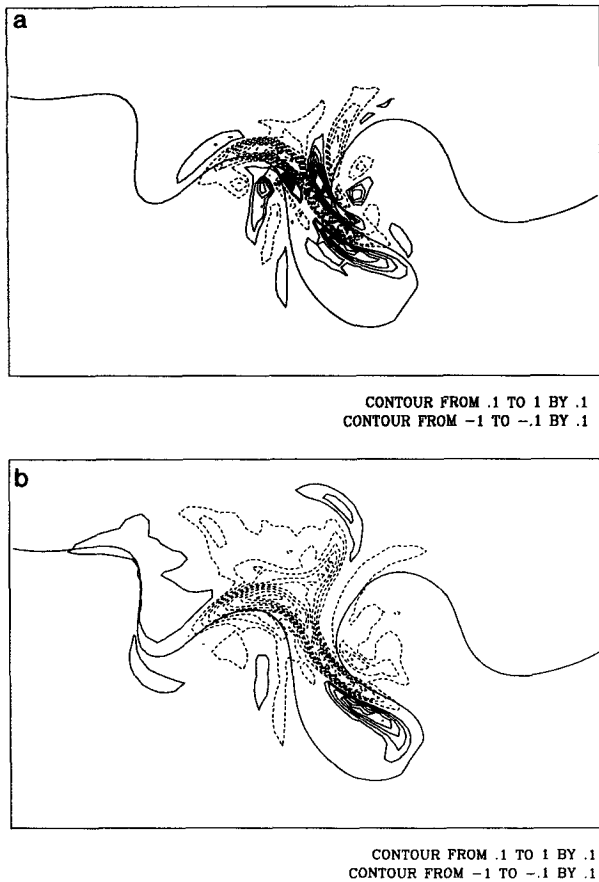 a
CONTOUR FROM .1 TO 1 BY .1
CONTOUR FROM -1 TO -.1 BY .1
b
CONTOUR FROM .1 TO 1 BY .1
CONTOUR FROM -1 TO -.1 BY .1